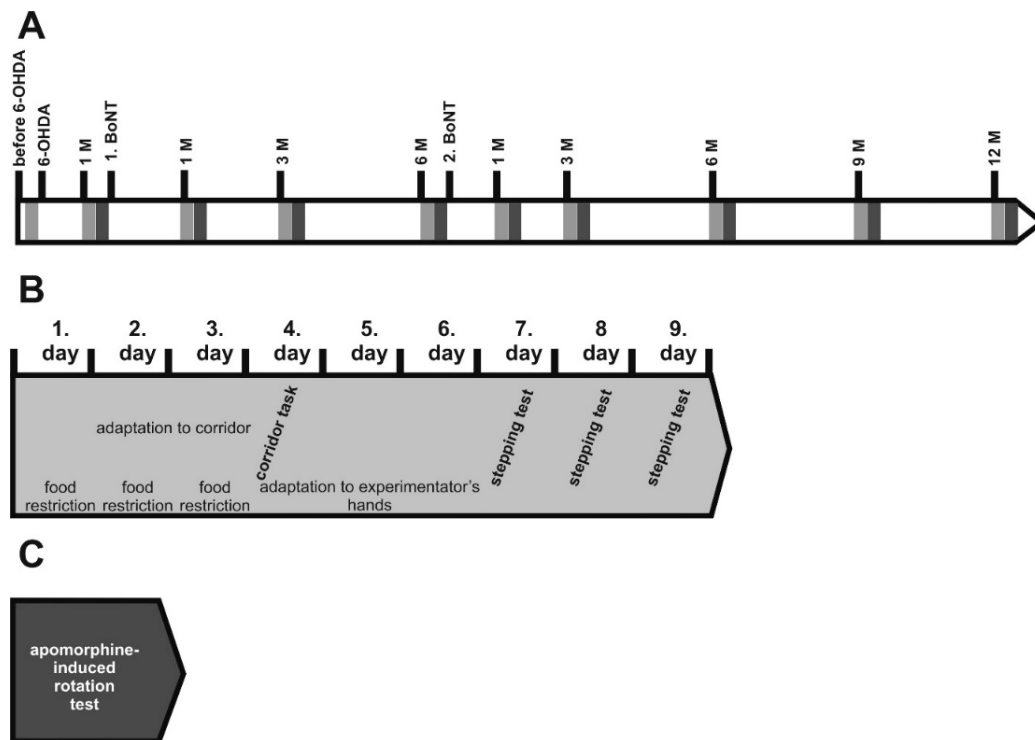 A
before 6-OHDA
6-OHDA
1 M
1. BoNT
1 M
3 M
6 M
2. BoNT
1 M
3 M
6 M
9 M
12 M
B
1. 2. 3. 4. 5. 6. 7. 8 9.
day day day day day day day day day
adaptation to corridor
corridor task
stepping test
stepping test
stepping test
food food food adaptation to experimentator's
restriction restriction restriction hands
C
apomorphine-
induced
rotation
test